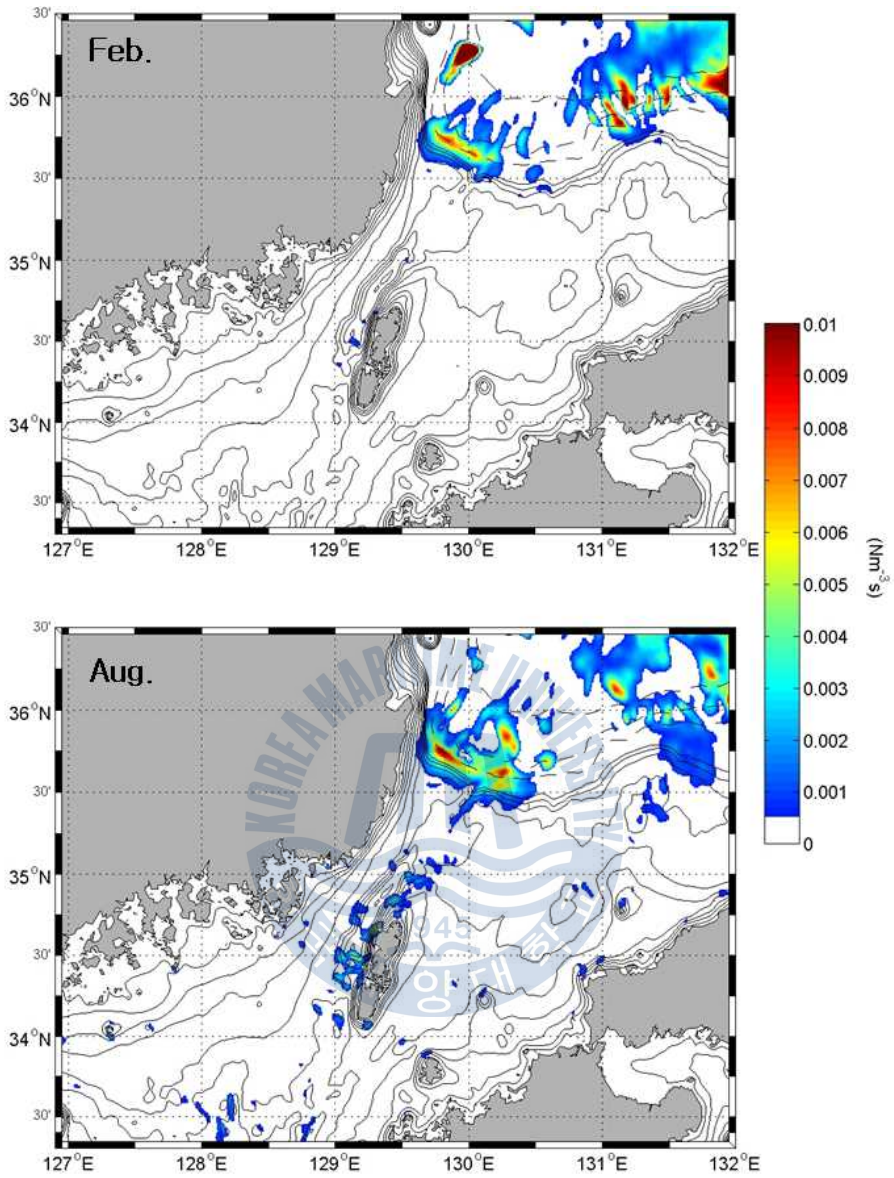 Feb.
30'
36°N
30'
35°N
30'
34°N
30'
127°E 128°E 129°E 130°E 131°E 132°E
0.01
0.009
0.008
0.007
0.006
0.005
0.004
0.003
0.002
0.001
0
(Nm⁻³s)
Aug.
30'
36°N
30'
35°N
30'
34°N
30'
127°E 128°E 129°E 130°E 131°E 132°E
KOREA MARITIME UNIVERSITY
1945